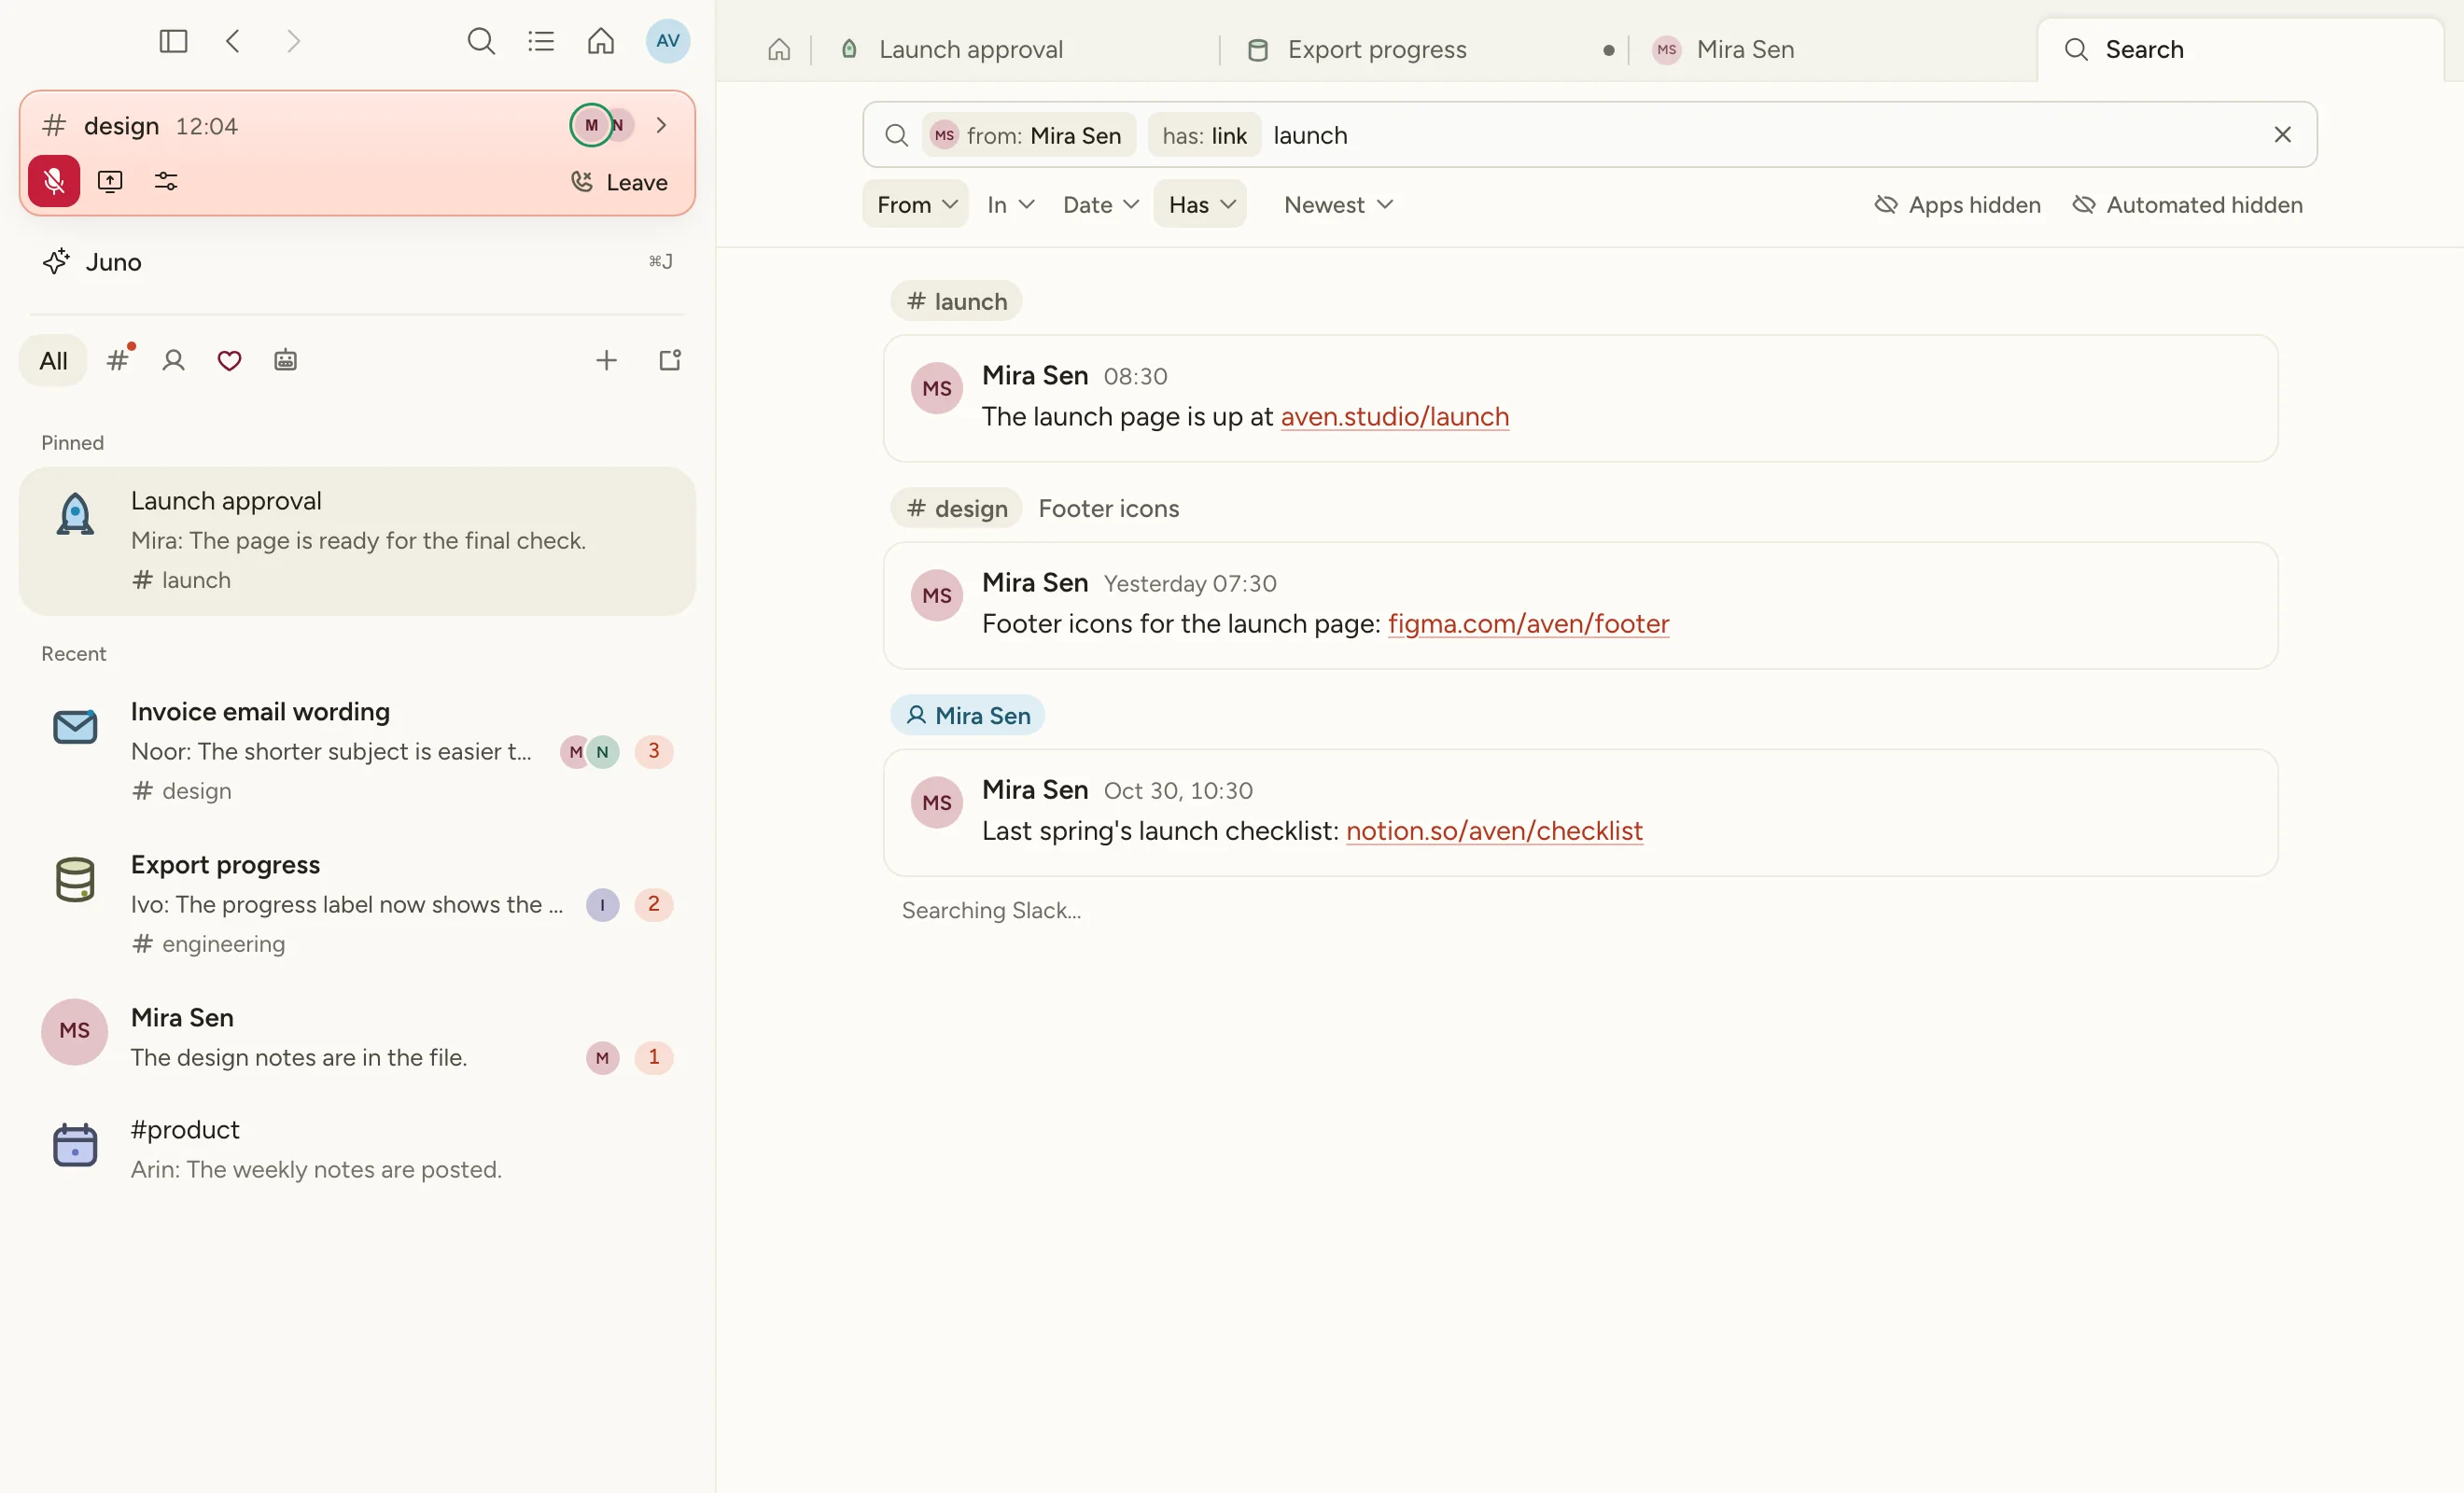 AV
# design 12:04
M N
Leave
Juno
⌘J
All
Pinned
Launch approval
Mira: The page is ready for the final check.
# launch
Recent
Invoice email wording
Noor: The shorter subject is easier t...
M N 3
# design
Export progress
Ivo: The progress label now shows the ...
I 2
# engineering
MS
Mira Sen
The design notes are in the file.
M 1
#product
Arin: The weekly notes are posted.
Launch approval
Export progress
MS Mira Sen
Search
MS from: Mira Sen has: link launch
From In Date Has Newest
Apps hidden Automated hidden
# launch
MS
Mira Sen 08:30
The launch page is up at aven.studio/launch
# design Footer icons
MS
Mira Sen Yesterday 07:30
Footer icons for the launch page: figma.com/aven/footer
Mira Sen
MS
Mira Sen Oct 30, 10:30
Last spring's launch checklist: notion.so/aven/checklist
Searching Slack...